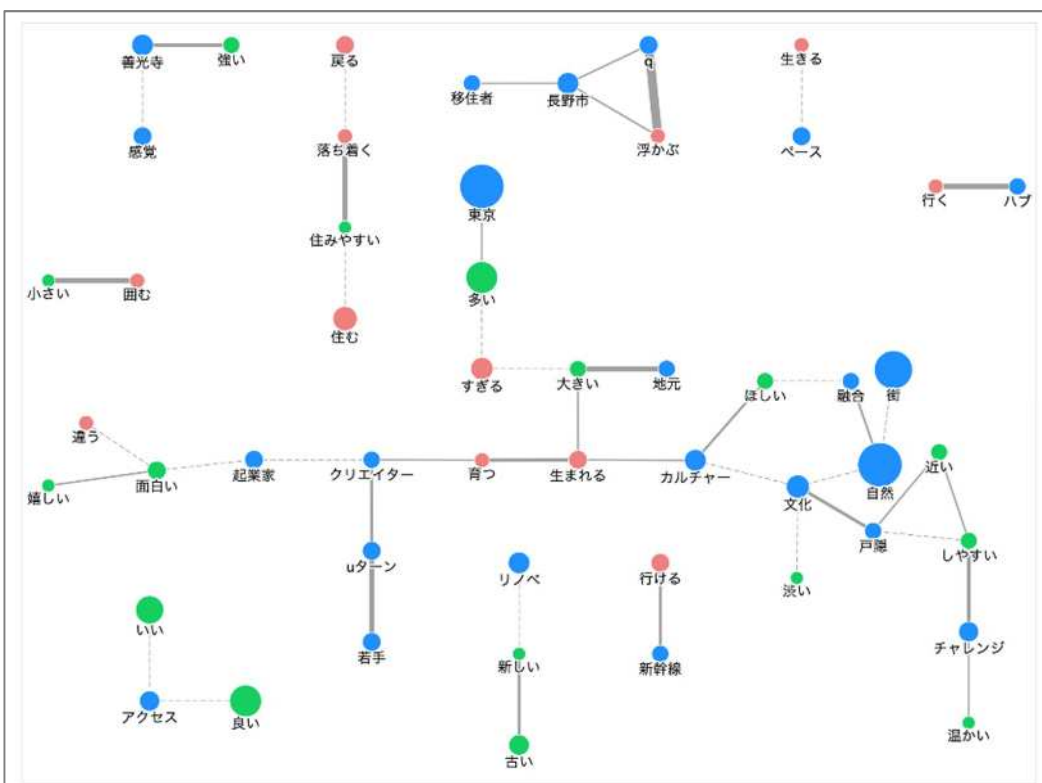 善光寺
強い
戻る
q
生きる
移住者
長野市
感覚
落ち着く
浮かぶ
ペース
東京
行く
ハブ
住みやすい
小さい
囲む
多い
住む
すぎる
大きい
地元
ほしい
融合
街
違う
嬉しい
面白い
起業家
クリエイター
育つ
生まれる
カルチャー
文化
自然
近い
戸隠
しやすい
渋い
uターン
リノベ
行ける
いい
若手
新しい
新幹線
チャレンジ
アクセス
良い
古い
温かい